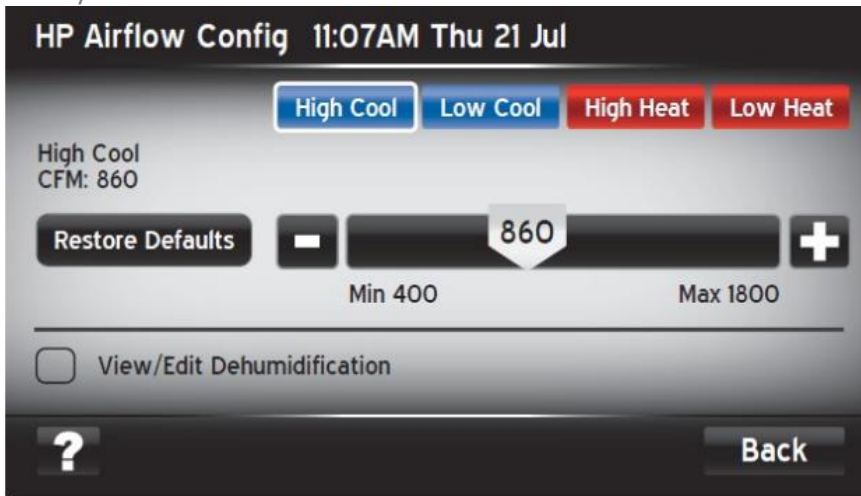 HP Airflow Config 11:07AM Thu 21 Jul
High Cool Low Cool High Heat Low Heat
High Cool
CFM: 860
Restore Defaults - 860 +
Min 400 Max 1800
View/Edit Dehumidification
? Back